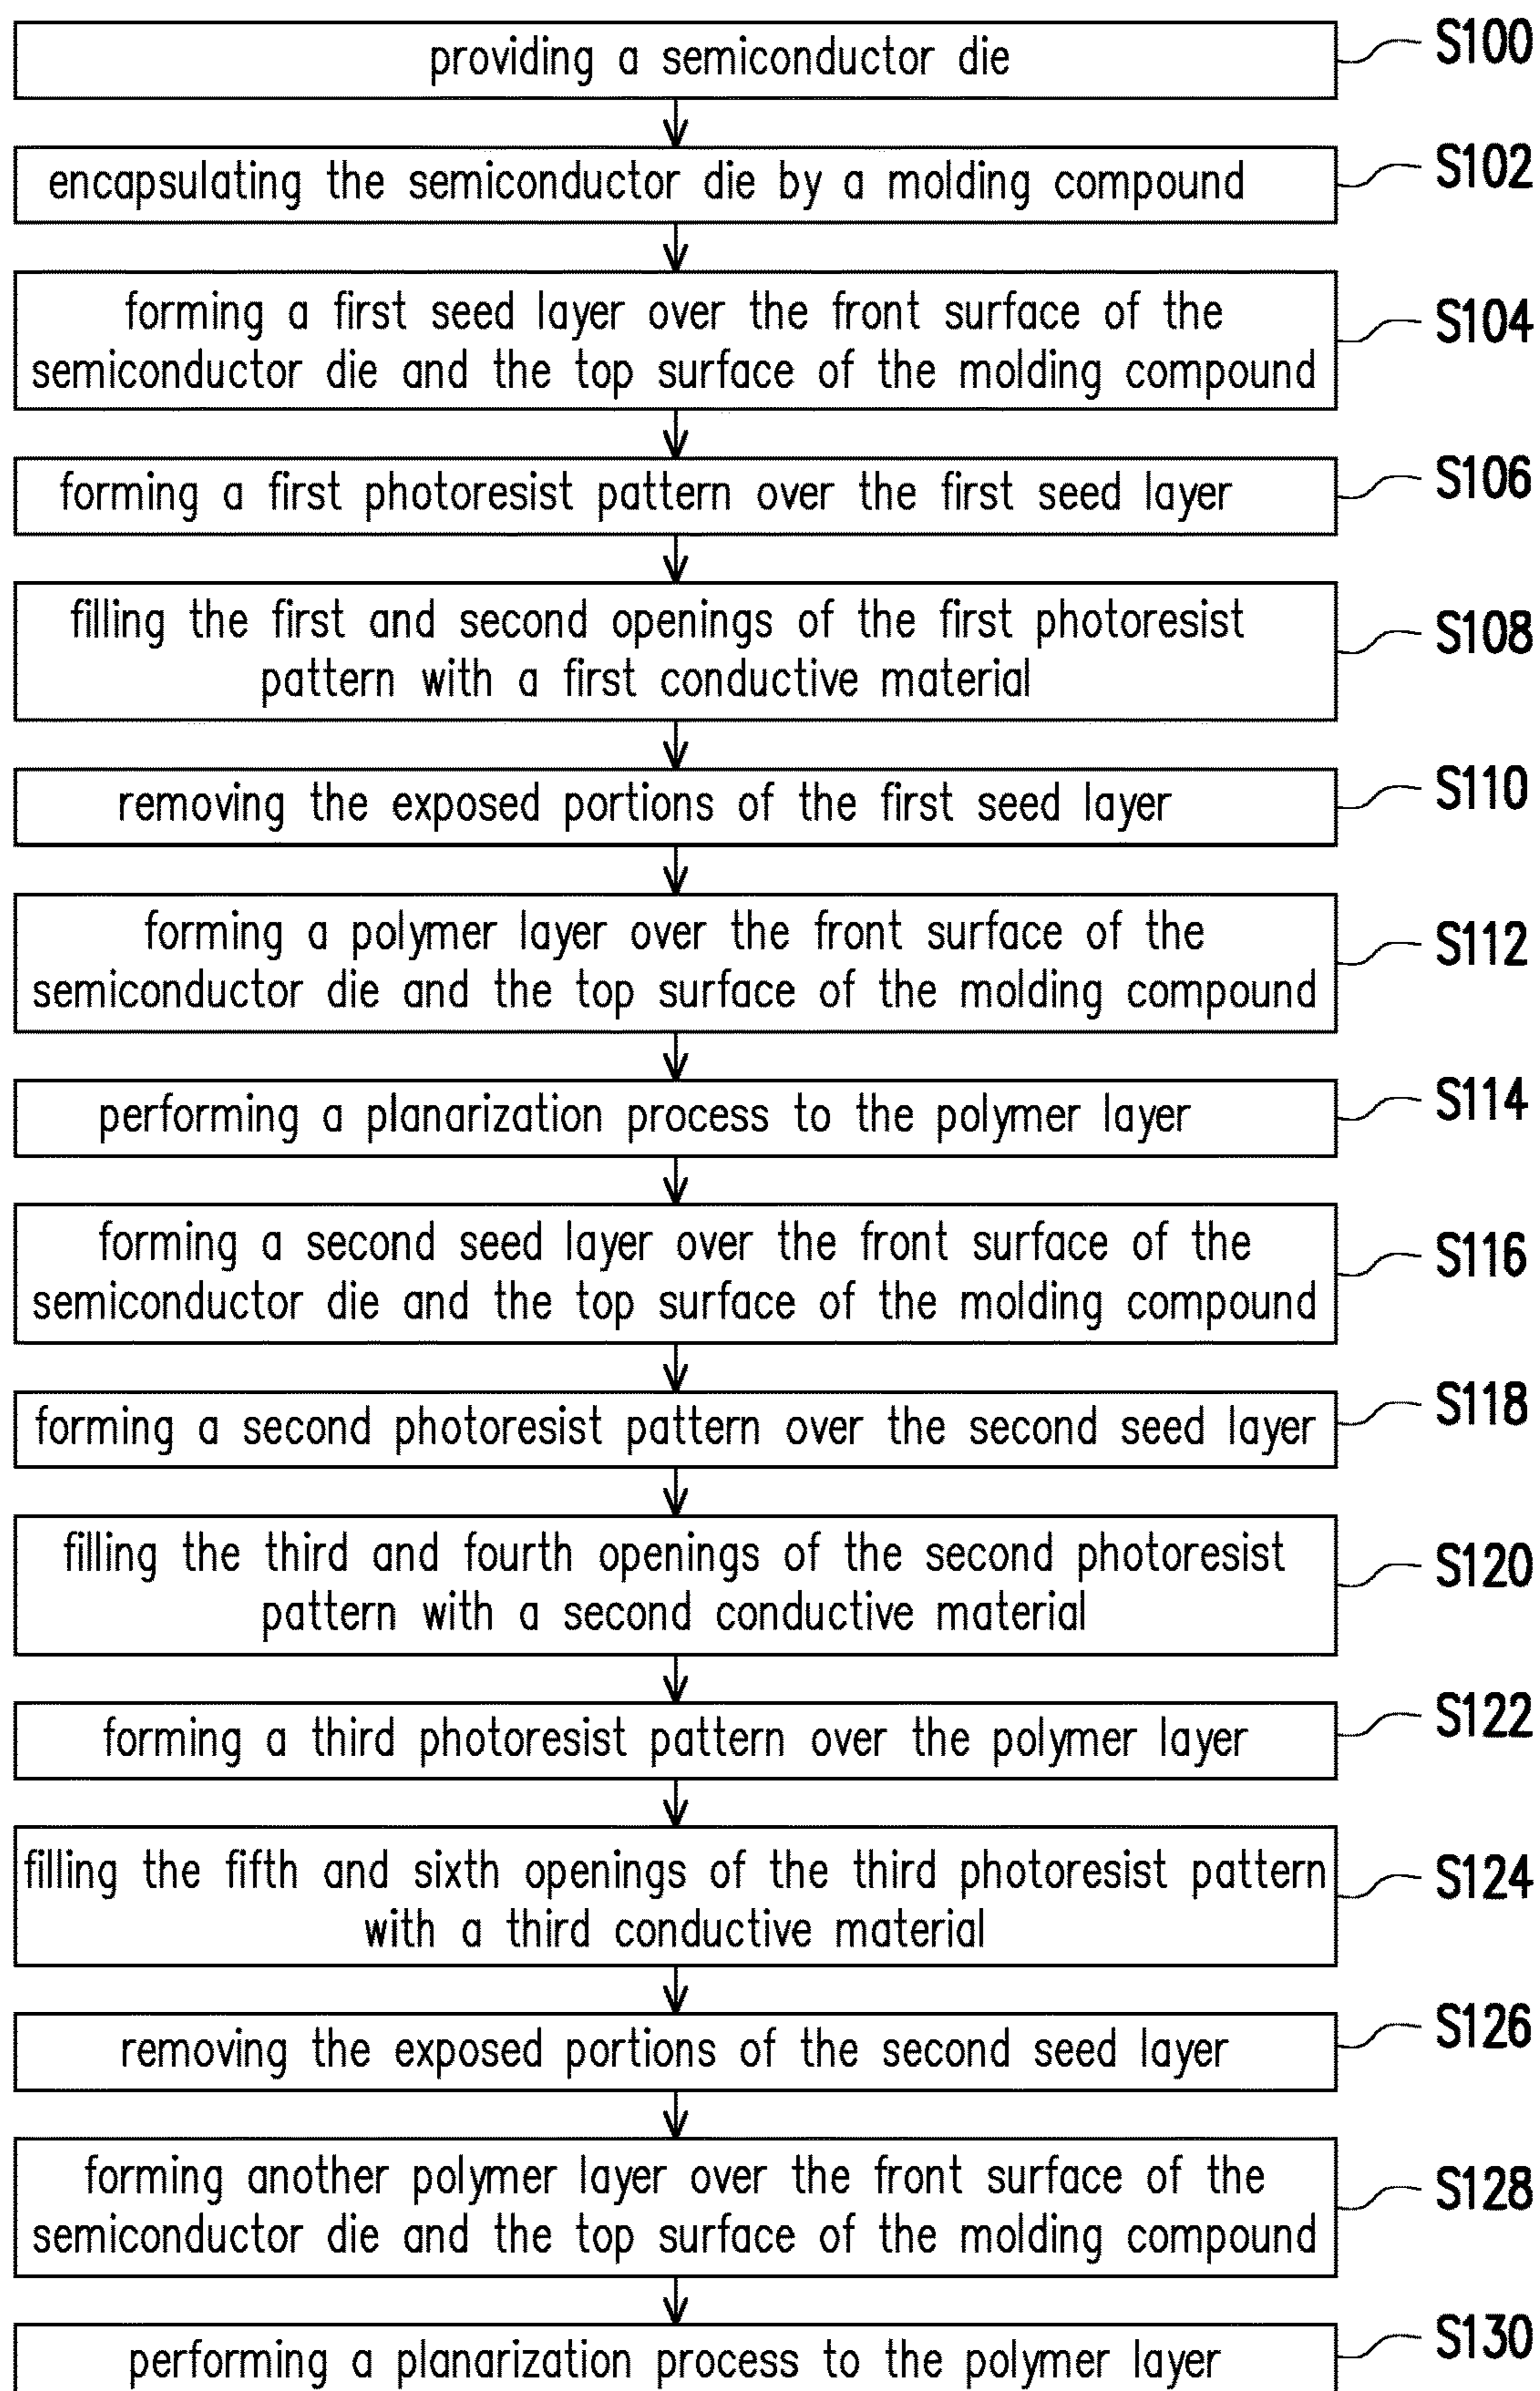 providing a semiconductor die
S100
encapsulating the semiconductor die by a molding compound
S102
forming a first seed layer over the front surface of the
semiconductor die and the top surface of the molding compound
S104
forming a first photoresist pattern over the first seed layer
S106
filling the first and second openings of the first photoresist
pattern with a first conductive material
S108
removing the exposed portions of the first seed layer
S110
forming a polymer layer over the front surface of the
semiconductor die and the top surface of the molding compound
S112
performing a planarization process to the polymer layer
S114
forming a second seed layer over the front surface of the
semiconductor die and the top surface of the molding compound
S116
forming a second photoresist pattern over the second seed layer
S118
filling the third and fourth openings of the second photoresist
pattern with a second conductive material
S120
forming a third photoresist pattern over the polymer layer
S122
filling the fifth and sixth openings of the third photoresist pattern
with a third conductive material
S124
removing the exposed portions of the second seed layer
S126
forming another polymer layer over the front surface of the
semiconductor die and the top surface of the molding compound
S128
performing a planarization process to the polymer layer
S130